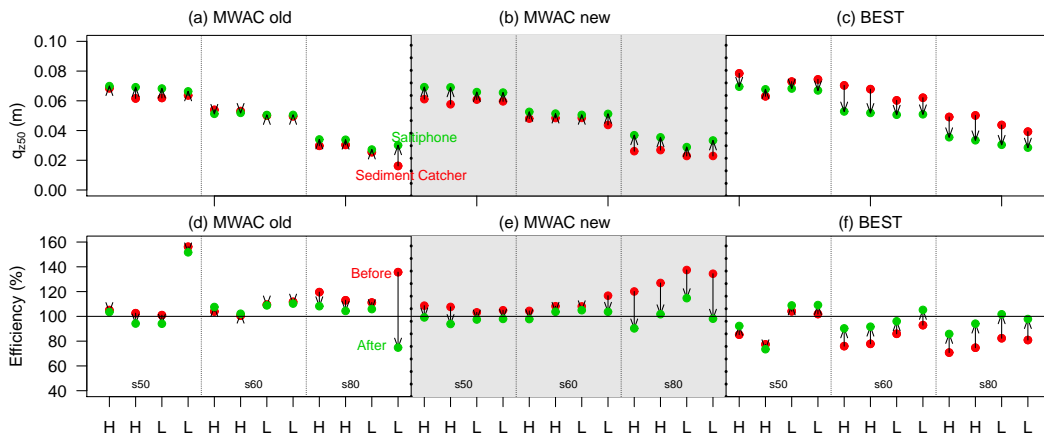 (a) MWAC old (b) MWAC new (c) BEST
q z50 (m)
0.10
0.08
0.06
0.04
0.02
0.00
Saltiphone
Sediment Catcher
(d) MWAC old (e) MWAC new (f) BEST
Efficiency (%)
160
140
120
100
80
60
40
Before
After
s50 s60 s80 s50 s60 s80 s50 s60 s80
H H L L H H L L H H L L H H L L H H L L H H L L H H L L H H L L H H L L